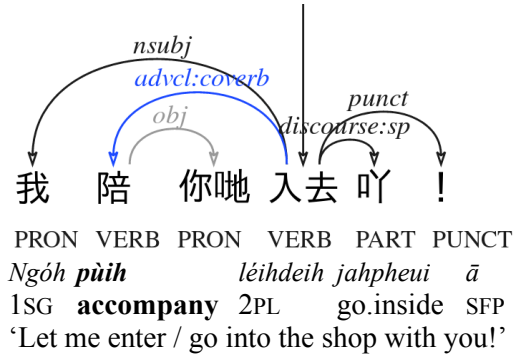 nsubj
advcl:coverb
obj
punct
discourse:sp
我 陪 你哋 入去 吖 ！
PRON VERB PRON VERB PART PUNCT
Ngóh pùih léihdeih jahpheui ā
1SG accompany 2PL go.inside SFP
‘Let me enter / go into the shop with you!’